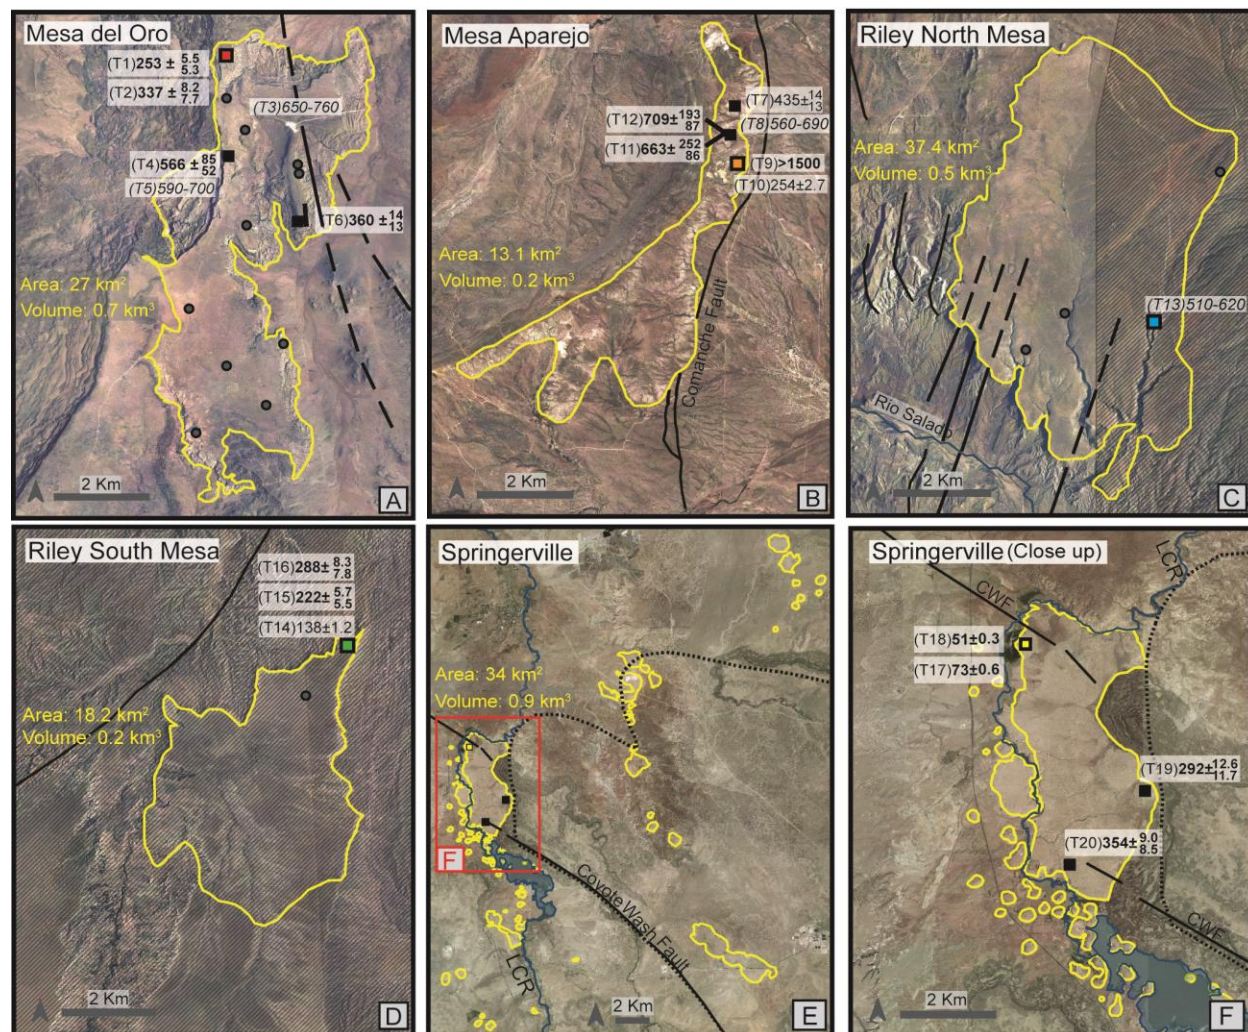 Mesa del Oro
(T1)253 ± 5.5
5.3
(T2)337 ± 8.2
7.7
(T3)650-760
(T4)566 ± 85
52
(T5)590-700
(T6)360 ± 14
13
Area: 27 km²
Volume: 0.7 km³
2 Km
A
Mesa Aparejo
(T7)435± 14
13
(T12)709± 193
87
(T8)560-690
(T11)663± 252
86
(T9)>1500
(T10)254±2.7
Area: 13.1 km²
Volume: 0.2 km³
Comanche Fault
2 Km
B
Riley North Mesa
Area: 37.4 km²
Volume: 0.5 km³
(T13)510-620
Rio Salado
2 Km
C
Riley South Mesa
(T16)288± 8.3
7.8
(T15)222± 5.7
5.5
(T14)138±1.2
Area: 18.2 km²
Volume: 0.2 km³
2 Km
D
Springerville
Area: 34 km²
Volume: 0.9 km³
F
Coyote Wash Fault
LCR
2 Km
E
Springerville (Close up)
LCR
CWF
(T18)51±0.3
(T17)73±0.6
(T19)292± 12.6
11.7
(T20)354± 9.0
8.5
CWF
2 Km
F